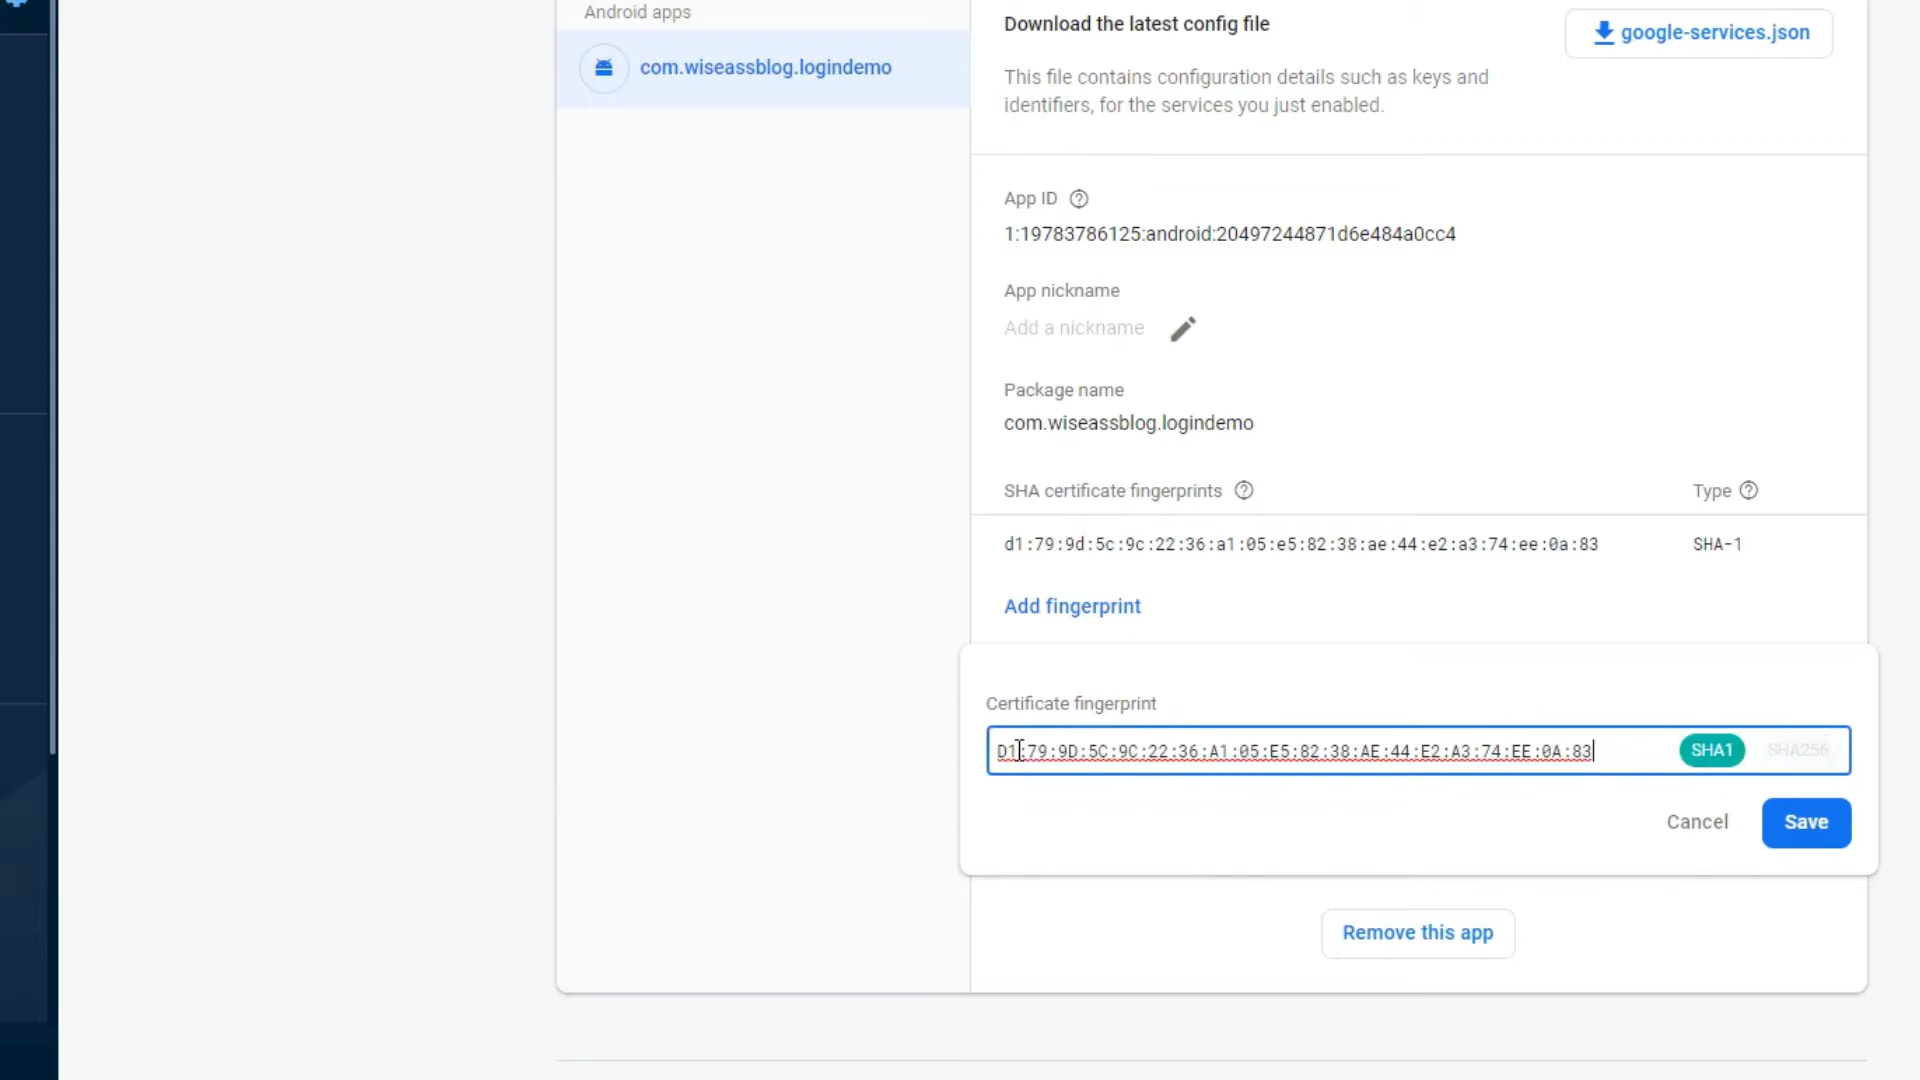 Android apps
com.wiseassblog.logindemo
Download the latest config file
google-services.json
This file contains configuration details such as keys and
identifiers, for the services you just enabled.
App ID
1:19783786125:android:20497244871d6e484a0cc4
App nickname
Add a nickname
Package name
com.wiseassblog.logindemo
SHA certificate fingerprints
Type
d1:79:9d:5c:9c:22:36:a1:05:e5:82:38:ae:44:e2:a3:74:ee:0a:83
SHA-1
Add fingerprint
Certificate fingerprint
D1:79:9D:5C:9C:22:36:A1:05:E5:82:38:AE:44:E2:A3:74:EE:0A:83
SHA1
SHA256
Cancel
Save
Remove this app